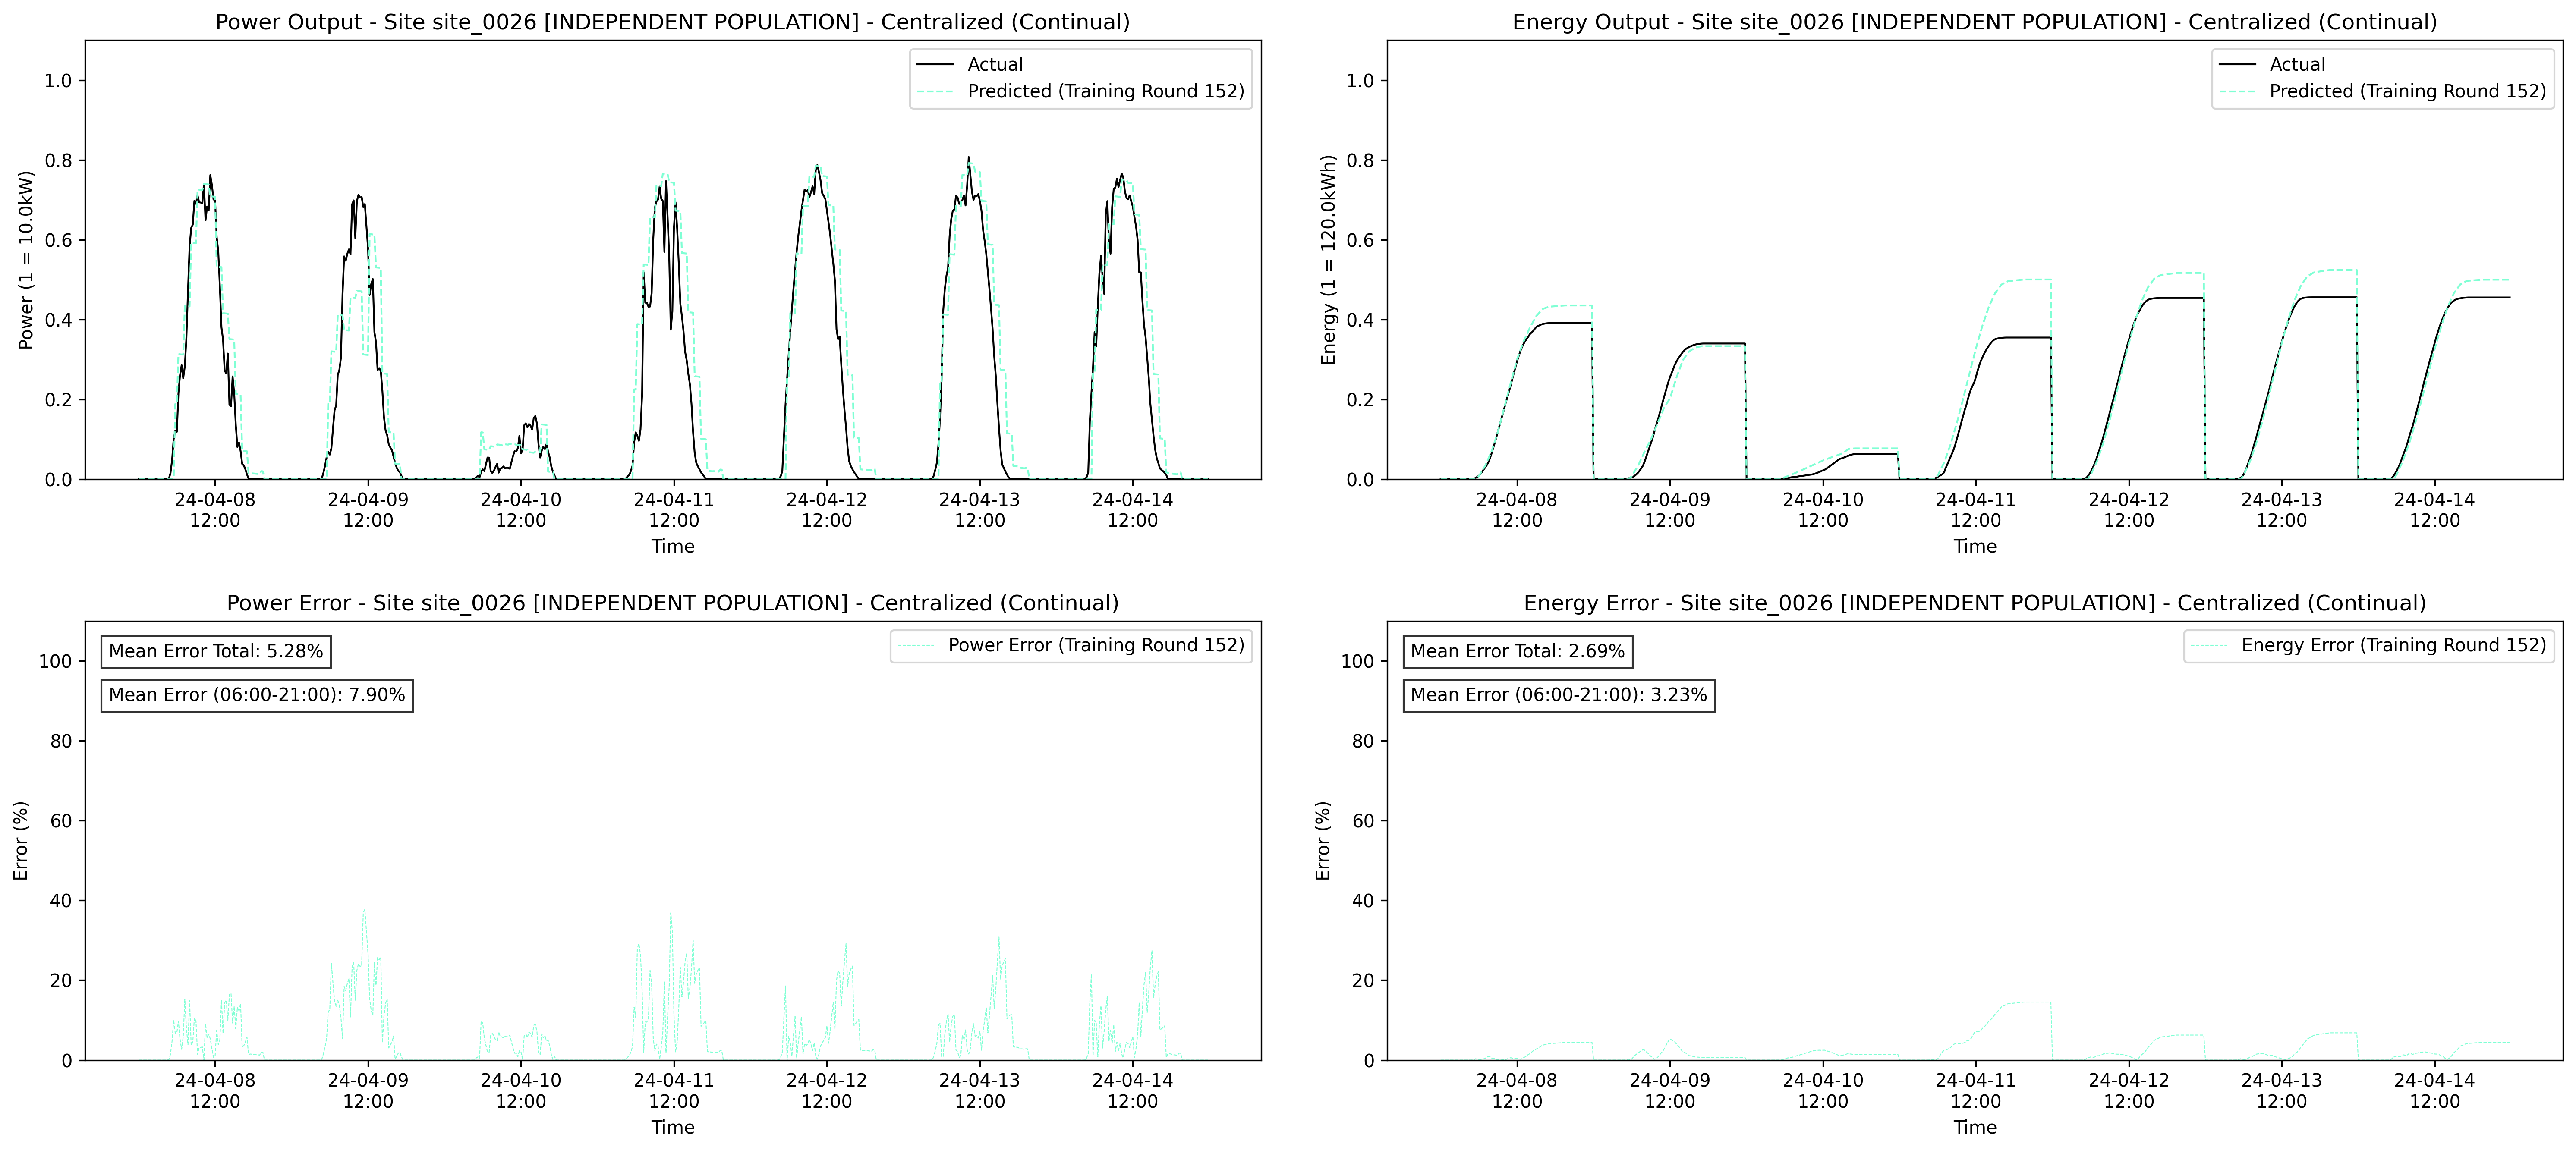 Power Output - Site site_0026 [INDEPENDENT POPULATION] - Centralized (Continual)
Actual
Predicted (Training Round 152)
Power (1 = 10.0kW)
1.0
0.8
0.6
0.4
0.2
0.0
24-04-08 12:00
24-04-09 12:00
24-04-10 12:00
24-04-11 12:00
24-04-12 12:00
24-04-13 12:00
24-04-14 12:00
Time
Energy Output - Site site_0026 [INDEPENDENT POPULATION] - Centralized (Continual)
Actual
Predicted (Training Round 152)
Energy (1 = 120.0kWh)
1.0
0.8
0.6
0.4
0.2
0.0
24-04-08 12:00
24-04-09 12:00
24-04-10 12:00
24-04-11 12:00
24-04-12 12:00
24-04-13 12:00
24-04-14 12:00
Time
Power Error - Site site_0026 [INDEPENDENT POPULATION] - Centralized (Continual)
Mean Error Total: 5.28%
Mean Error (06:00-21:00): 7.90%
Power Error (Training Round 152)
Error (%)
100
80
60
40
20
0
24-04-08 12:00
24-04-09 12:00
24-04-10 12:00
24-04-11 12:00
24-04-12 12:00
24-04-13 12:00
24-04-14 12:00
Time
Energy Error - Site site_0026 [INDEPENDENT POPULATION] - Centralized (Continual)
Mean Error Total: 2.69%
Mean Error (06:00-21:00): 3.23%
Energy Error (Training Round 152)
Error (%)
100
80
60
40
20
0
24-04-08 12:00
24-04-09 12:00
24-04-10 12:00
24-04-11 12:00
24-04-12 12:00
24-04-13 12:00
24-04-14 12:00
Time